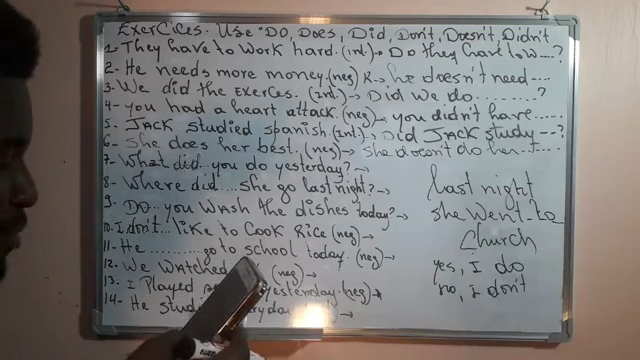 Exercices. Use "DO, Does, Did, Don't, Doesn't, Didn't
1- They have to work hard. (int.)→ Do they have to w....?
2- He needs more money. (neg) R→ he doesn't need....
3- We did the Exerces. (Int.)→ Did we do........?
4- you had a heart attack. (neg)→ you didn't have......
5- JACK studied spanish. (Int.)→ Did JACK study ---?
6- She does her best. (neg)→ she doesn't do her
7- What did you do yesterday?→
8- Where did.... she go last night?→
9- DO... you WAsh the dishes today?→
10- I don't... like to Cook Rice (neg)→
11- He ........... go to school today. (neg)→
12- We Watched (neg)→
13- I Played yesterday. (neg)→
14- He
last night
she went to
Church
yes, I do
no, i don't